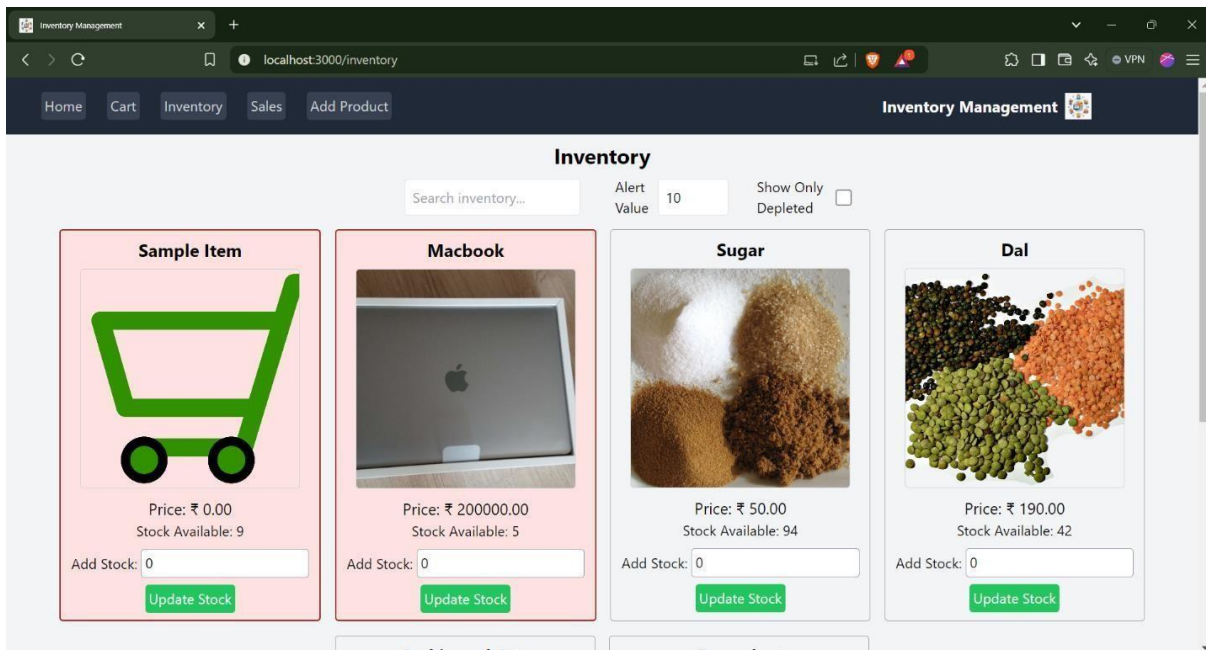 Inventory Management
localhost:3000/inventory
VPN
Home Cart Inventory Sales Add Product
Inventory Management
Inventory
Search inventory...
Alert Value
10
Show Only Depleted
Sample Item
Price: ₹ 0.00
Stock Available: 9
Add Stock: 0
Update Stock
Macbook
Price: ₹ 200000.00
Stock Available: 5
Add Stock: 0
Update Stock
Sugar
Price: ₹ 50.00
Stock Available: 94
Add Stock: 0
Update Stock
Dal
Price: ₹ 190.00
Stock Available: 42
Add Stock: 0
Update Stock